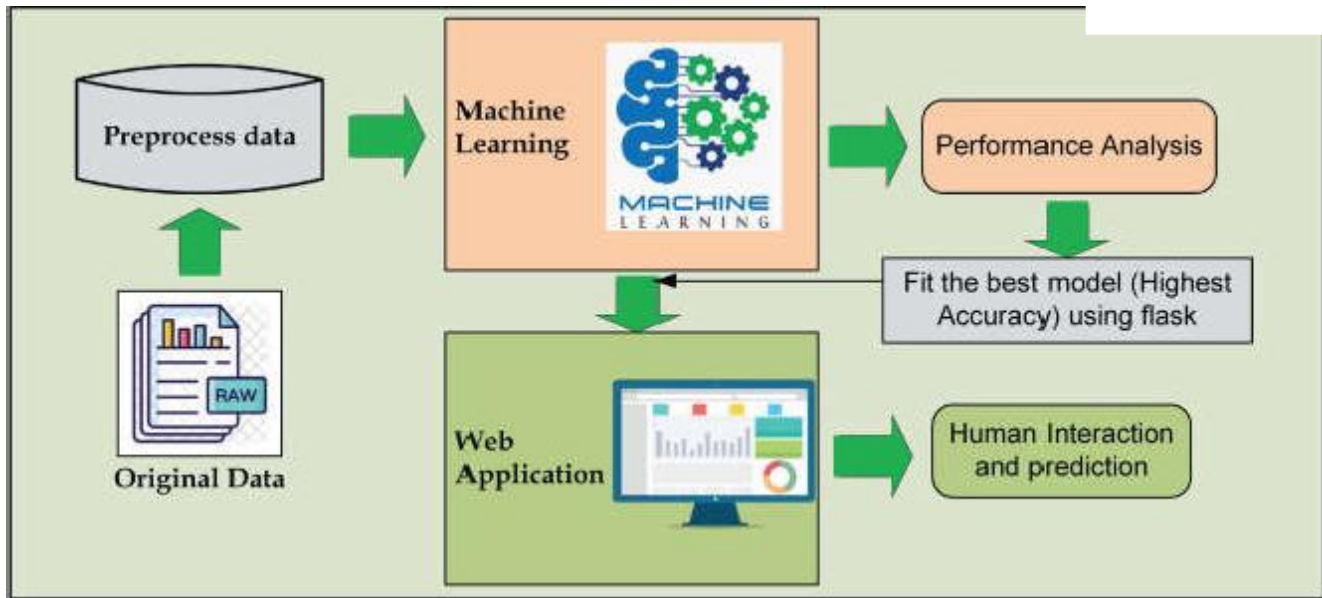 Preprocess data
Machine
Learning
MACHINE
LEARNING
Performance Analysis
Fit the best model (Highest
Accuracy) using flask
RAW
Original Data
Web
Application
Human Interaction
and prediction